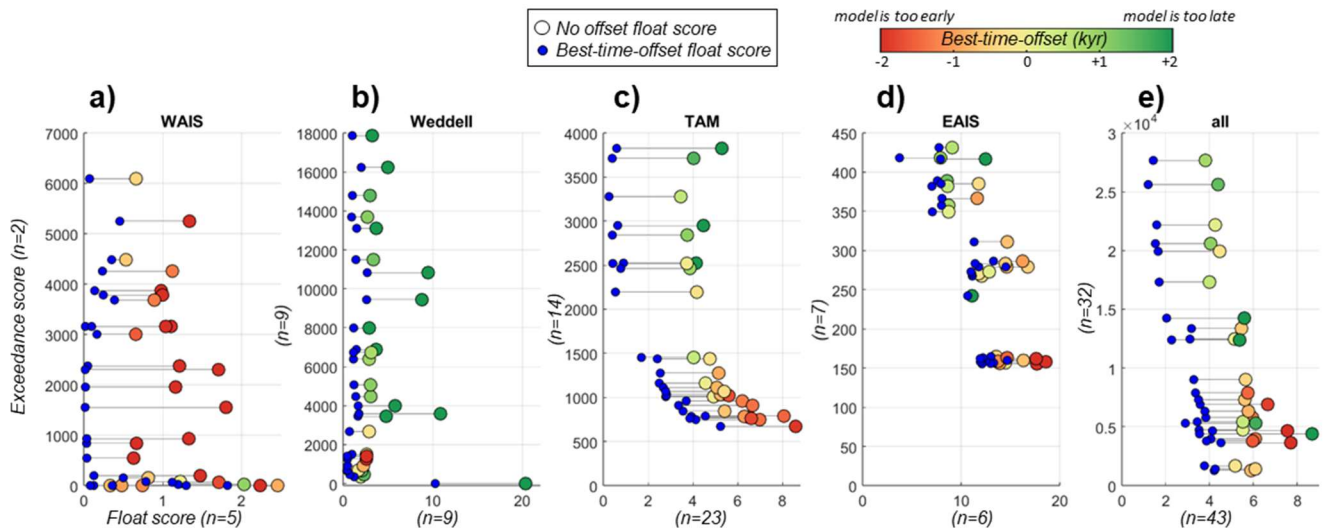 model is too early
model is too late
No offset float score
Best-time-offset float score
Best-time-offset (kyr)
-2 -1 0 +1 +2
a) b) c) d) e)
WAIS Weddell TAM EAIS all
Exceedance score (n=2)
7000
6000
5000
4000
3000
2000
1000
0
0 1 2
Float score (n=5)
(n=9)
18000
16000
14000
12000
10000
8000
6000
4000
2000
0
0 10 20
(n=9)
(n=14)
4000
3500
3000
2500
2000
1500
1000
500
0
0 2 4 6 8
(n=23)
(n=7)
450
400
350
300
250
200
150
100
50
0
0 10 20
(n=6)
(n=32)
×10⁴
3
2.5
2
1.5
1
0.5
0
0 2 4 6 8
(n=43)